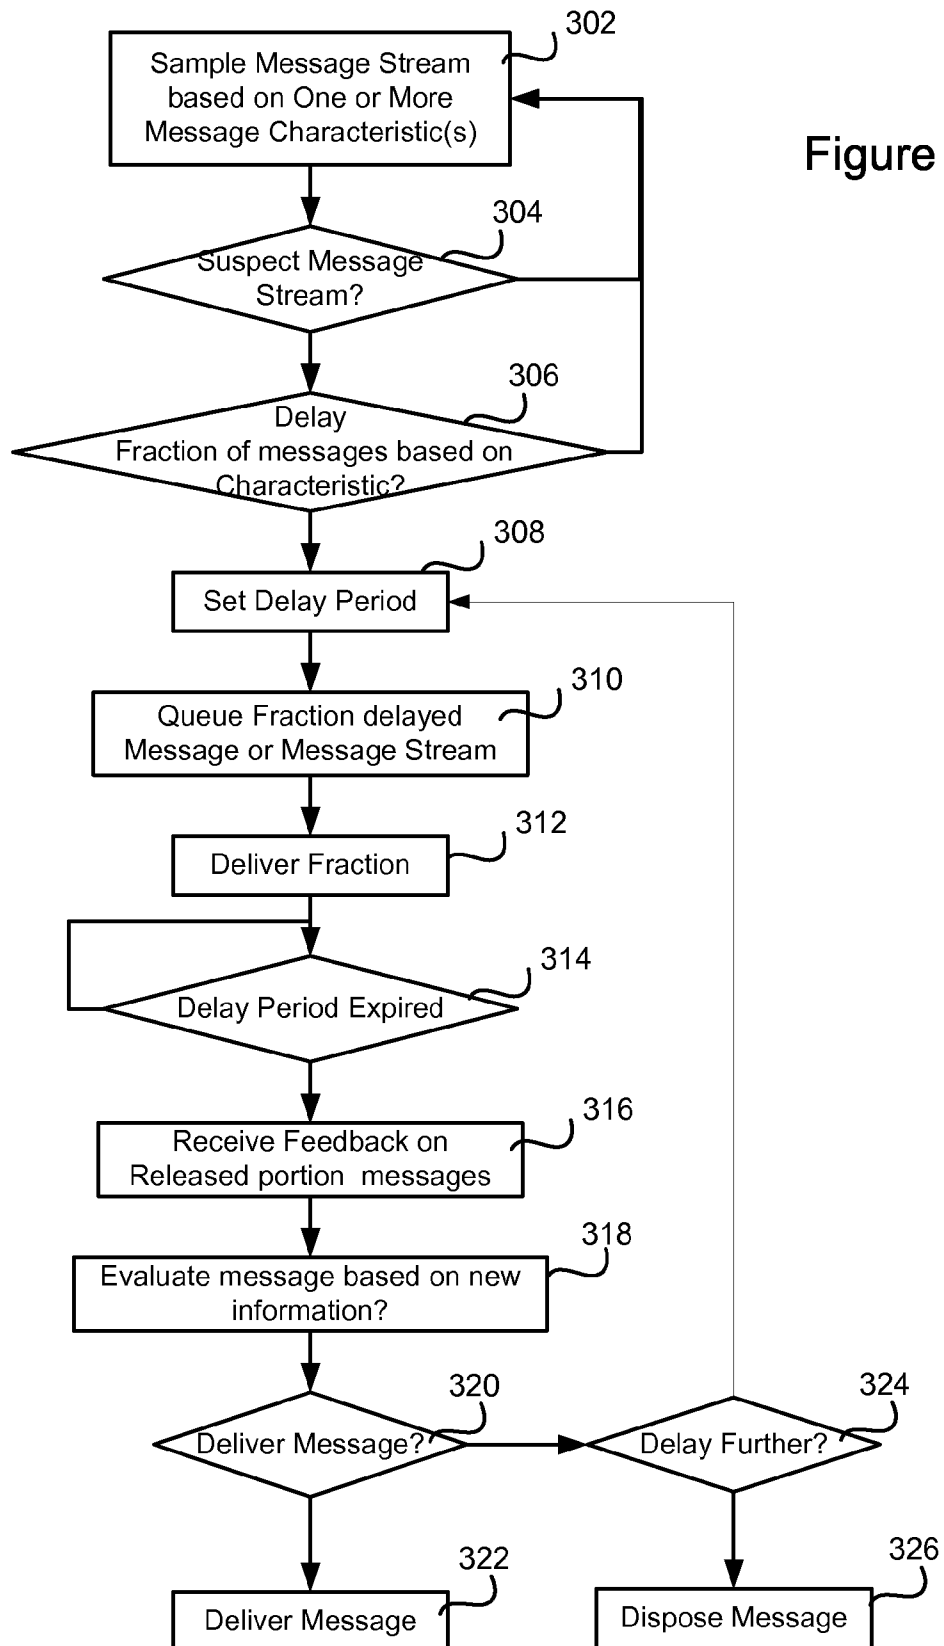 302
Sample Message Stream
based on One or More
Message Characteristic(s)
Figure
304
Suspect Message
Stream?
306
Delay
Fraction of messages based on
Characteristic?
308
Set Delay Period
310
Queue Fraction delayed
Message or Message Stream
312
Deliver Fraction
314
Delay Period Expired
316
Receive Feedback on
Released portion messages
318
Evaluate message based on new
information?
320
Deliver Message?
324
Delay Further?
322
Deliver Message
326
Dispose Message